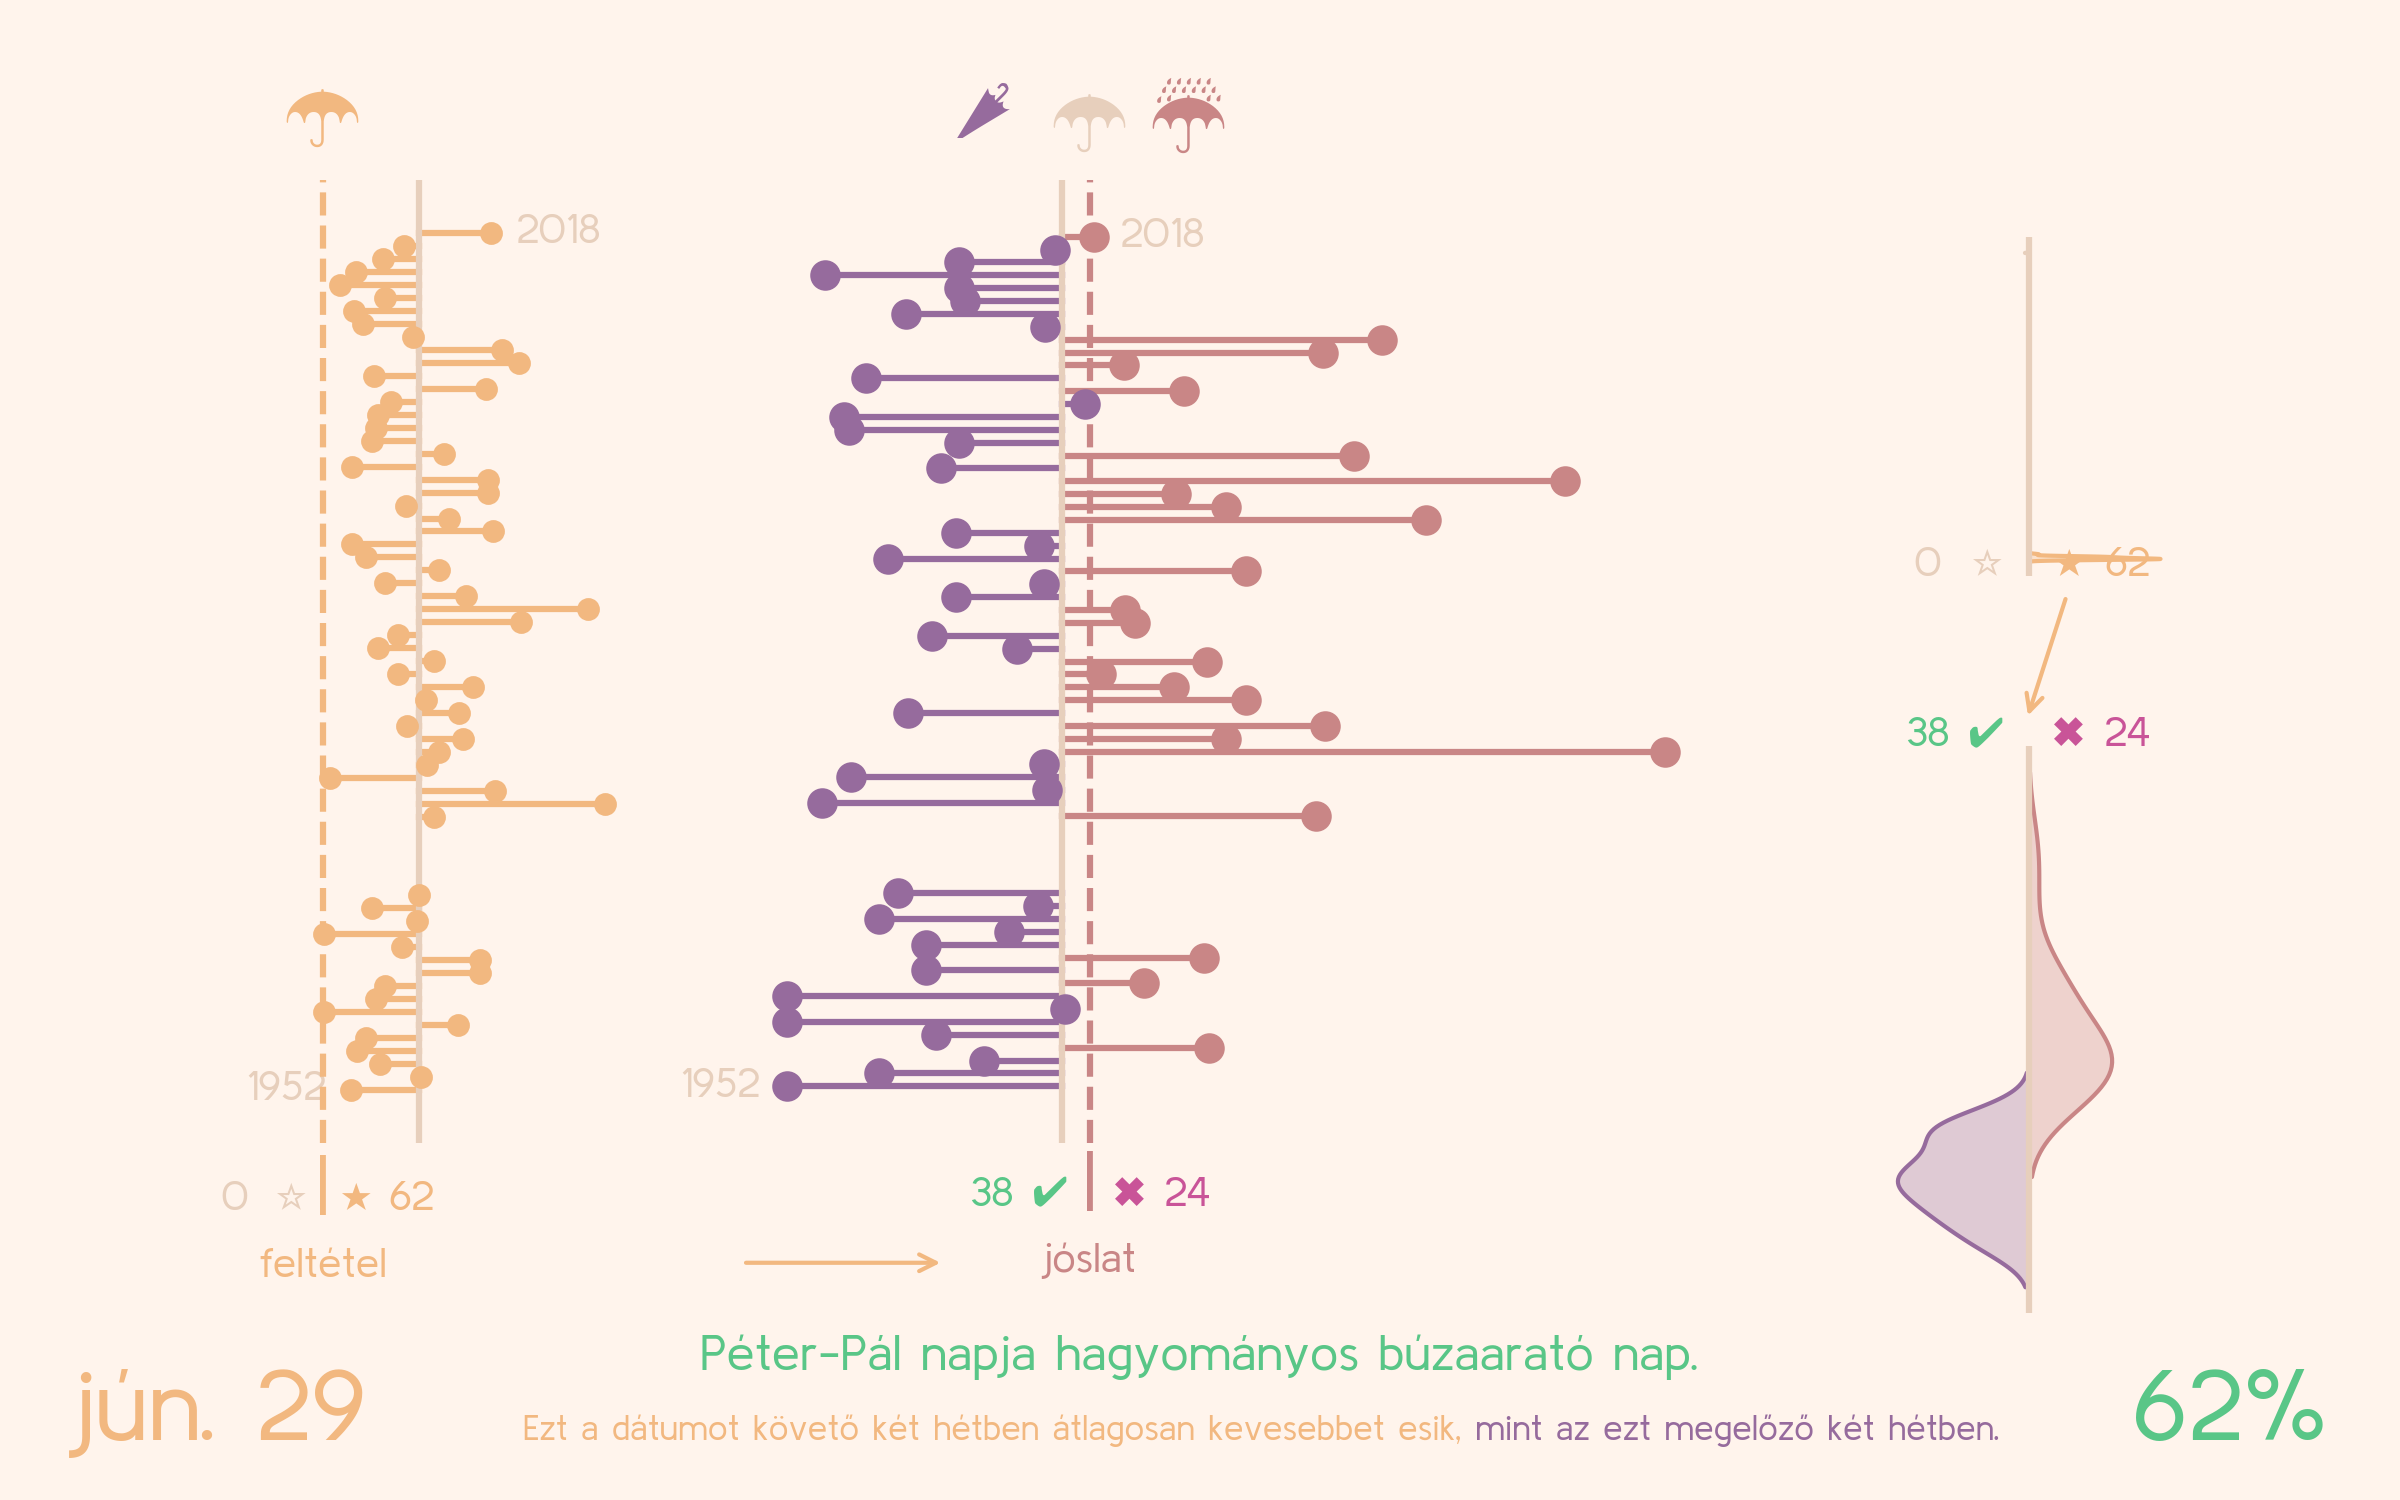 2018
2018
0 ☆ ★ 62
38 ✔ ✖ 24
1952
1952
0 ☆ ★ 62
38 ✔ ✖ 24
feltétel
jóslat
Péter-Pál napja hagyományos búzaarató nap.
jún. 29
62%
Ezt a dátumot követő két hétben átlagosan kevesebbet esik, mint az ezt megelőző két hétben.